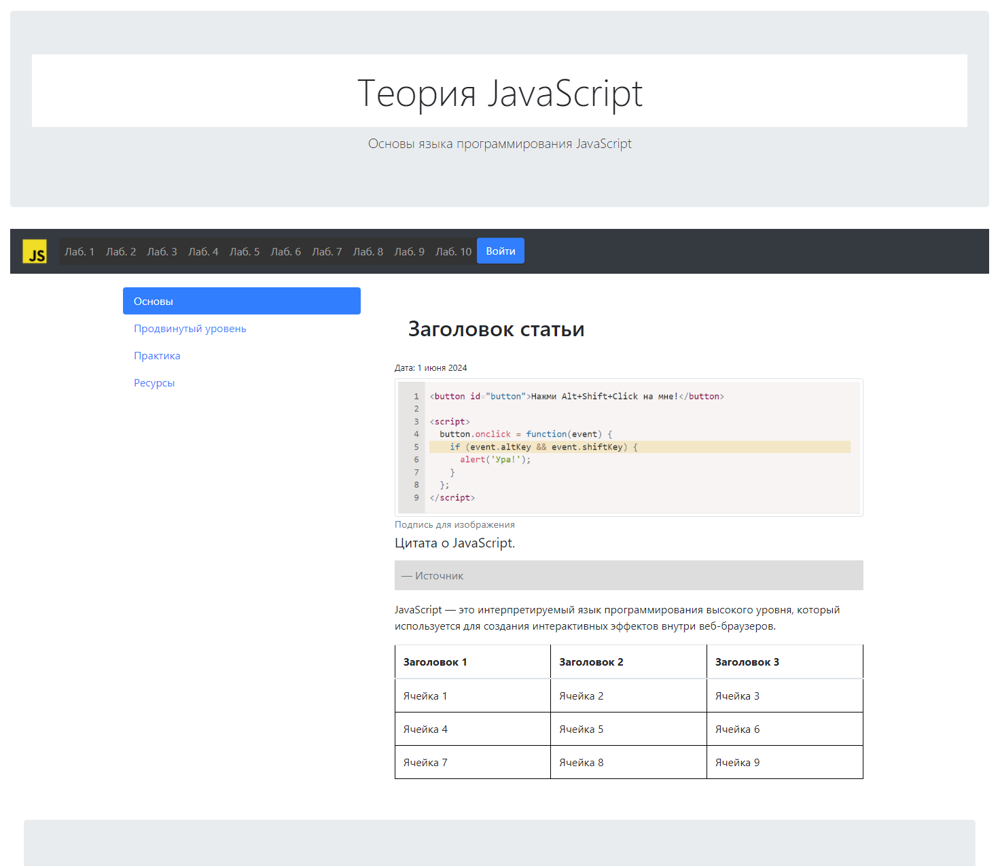 Теория JavaScript
Основы языка программирования JavaScript
JS Лаб. 1 Лаб. 2 Лаб. 3 Лаб. 4 Лаб. 5 Лаб. 6 Лаб. 7 Лаб. 8 Лаб. 9 Лаб. 10 Войти
Основы
Продвинутый уровень
Практика
Ресурсы
Заголовок статьи
Дата: 1 июня 2024
1 <button id="button">Нажми Alt+Shift+Click на мне!</button>
2
3 <script>
4 button.onclick = function(event) {
5 if (event.altKey && event.shiftKey) {
6 alert('Ура!');
7 }
8 };
9 </script>
Подпись для изображения
Цитата о JavaScript.
— Источник
JavaScript — это интерпретируемый язык программирования высокого уровня, который
используется для создания интерактивных эффектов внутри веб-браузеров.
Заголовок 1 Заголовок 2 Заголовок 3
Ячейка 1 Ячейка 2 Ячейка 3
Ячейка 4 Ячейка 5 Ячейка 6
Ячейка 7 Ячейка 8 Ячейка 9